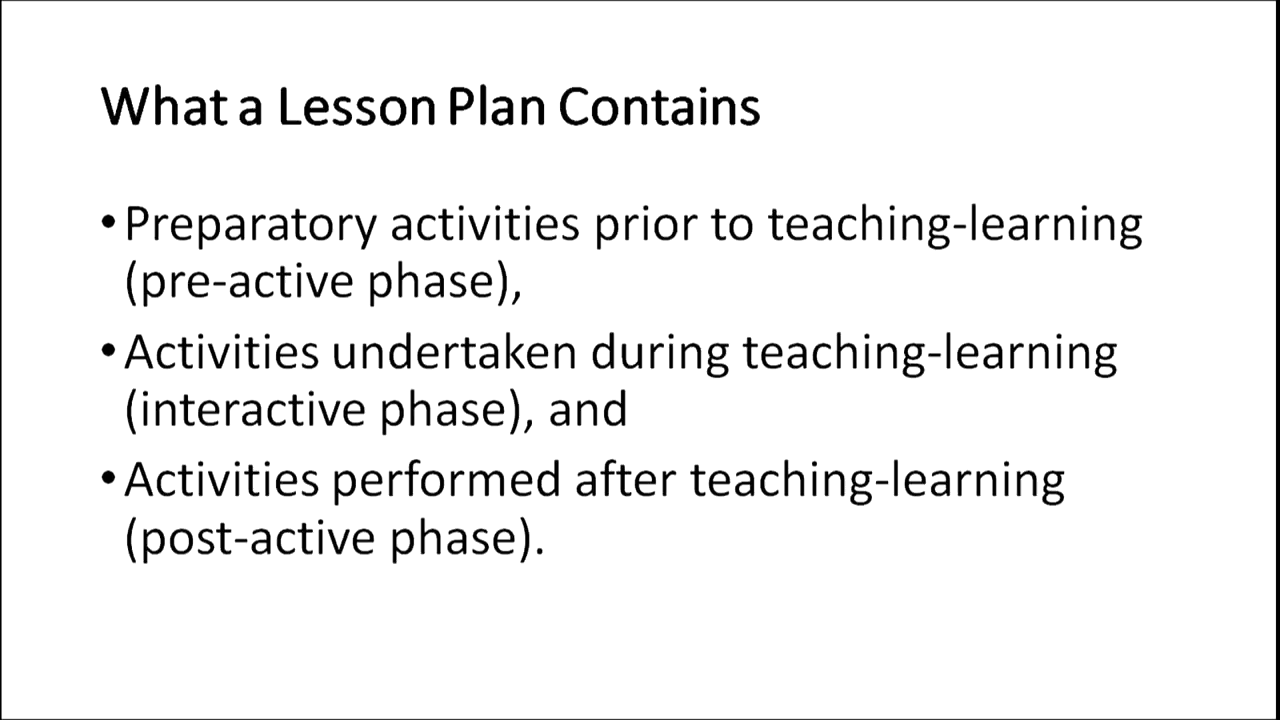 What a Lesson Plan Contains
•Preparatory activities prior to teaching-learning
(pre-active phase),
•Activities undertaken during teaching-learning
(interactive phase), and
•Activities performed after teaching-learning
(post-active phase).